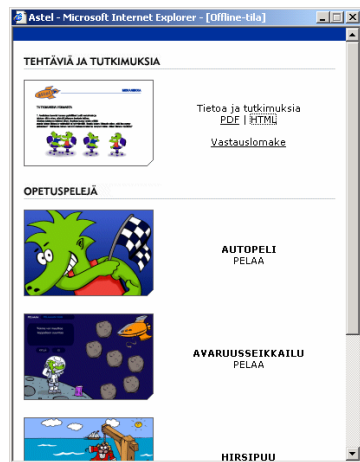 Astel - Microsoft Internet Explorer - [Offline-tila]
TEHTÄVIÄ JA TUTKIMUKSIA
Tietoa ja tutkimuksia
PDF | HTML
Vastauslomake
OPETUSPELEJÄ
AUTOPELI
PELAA
AVARUUSSEIKKAILU
PELAA
HIRSIPUU